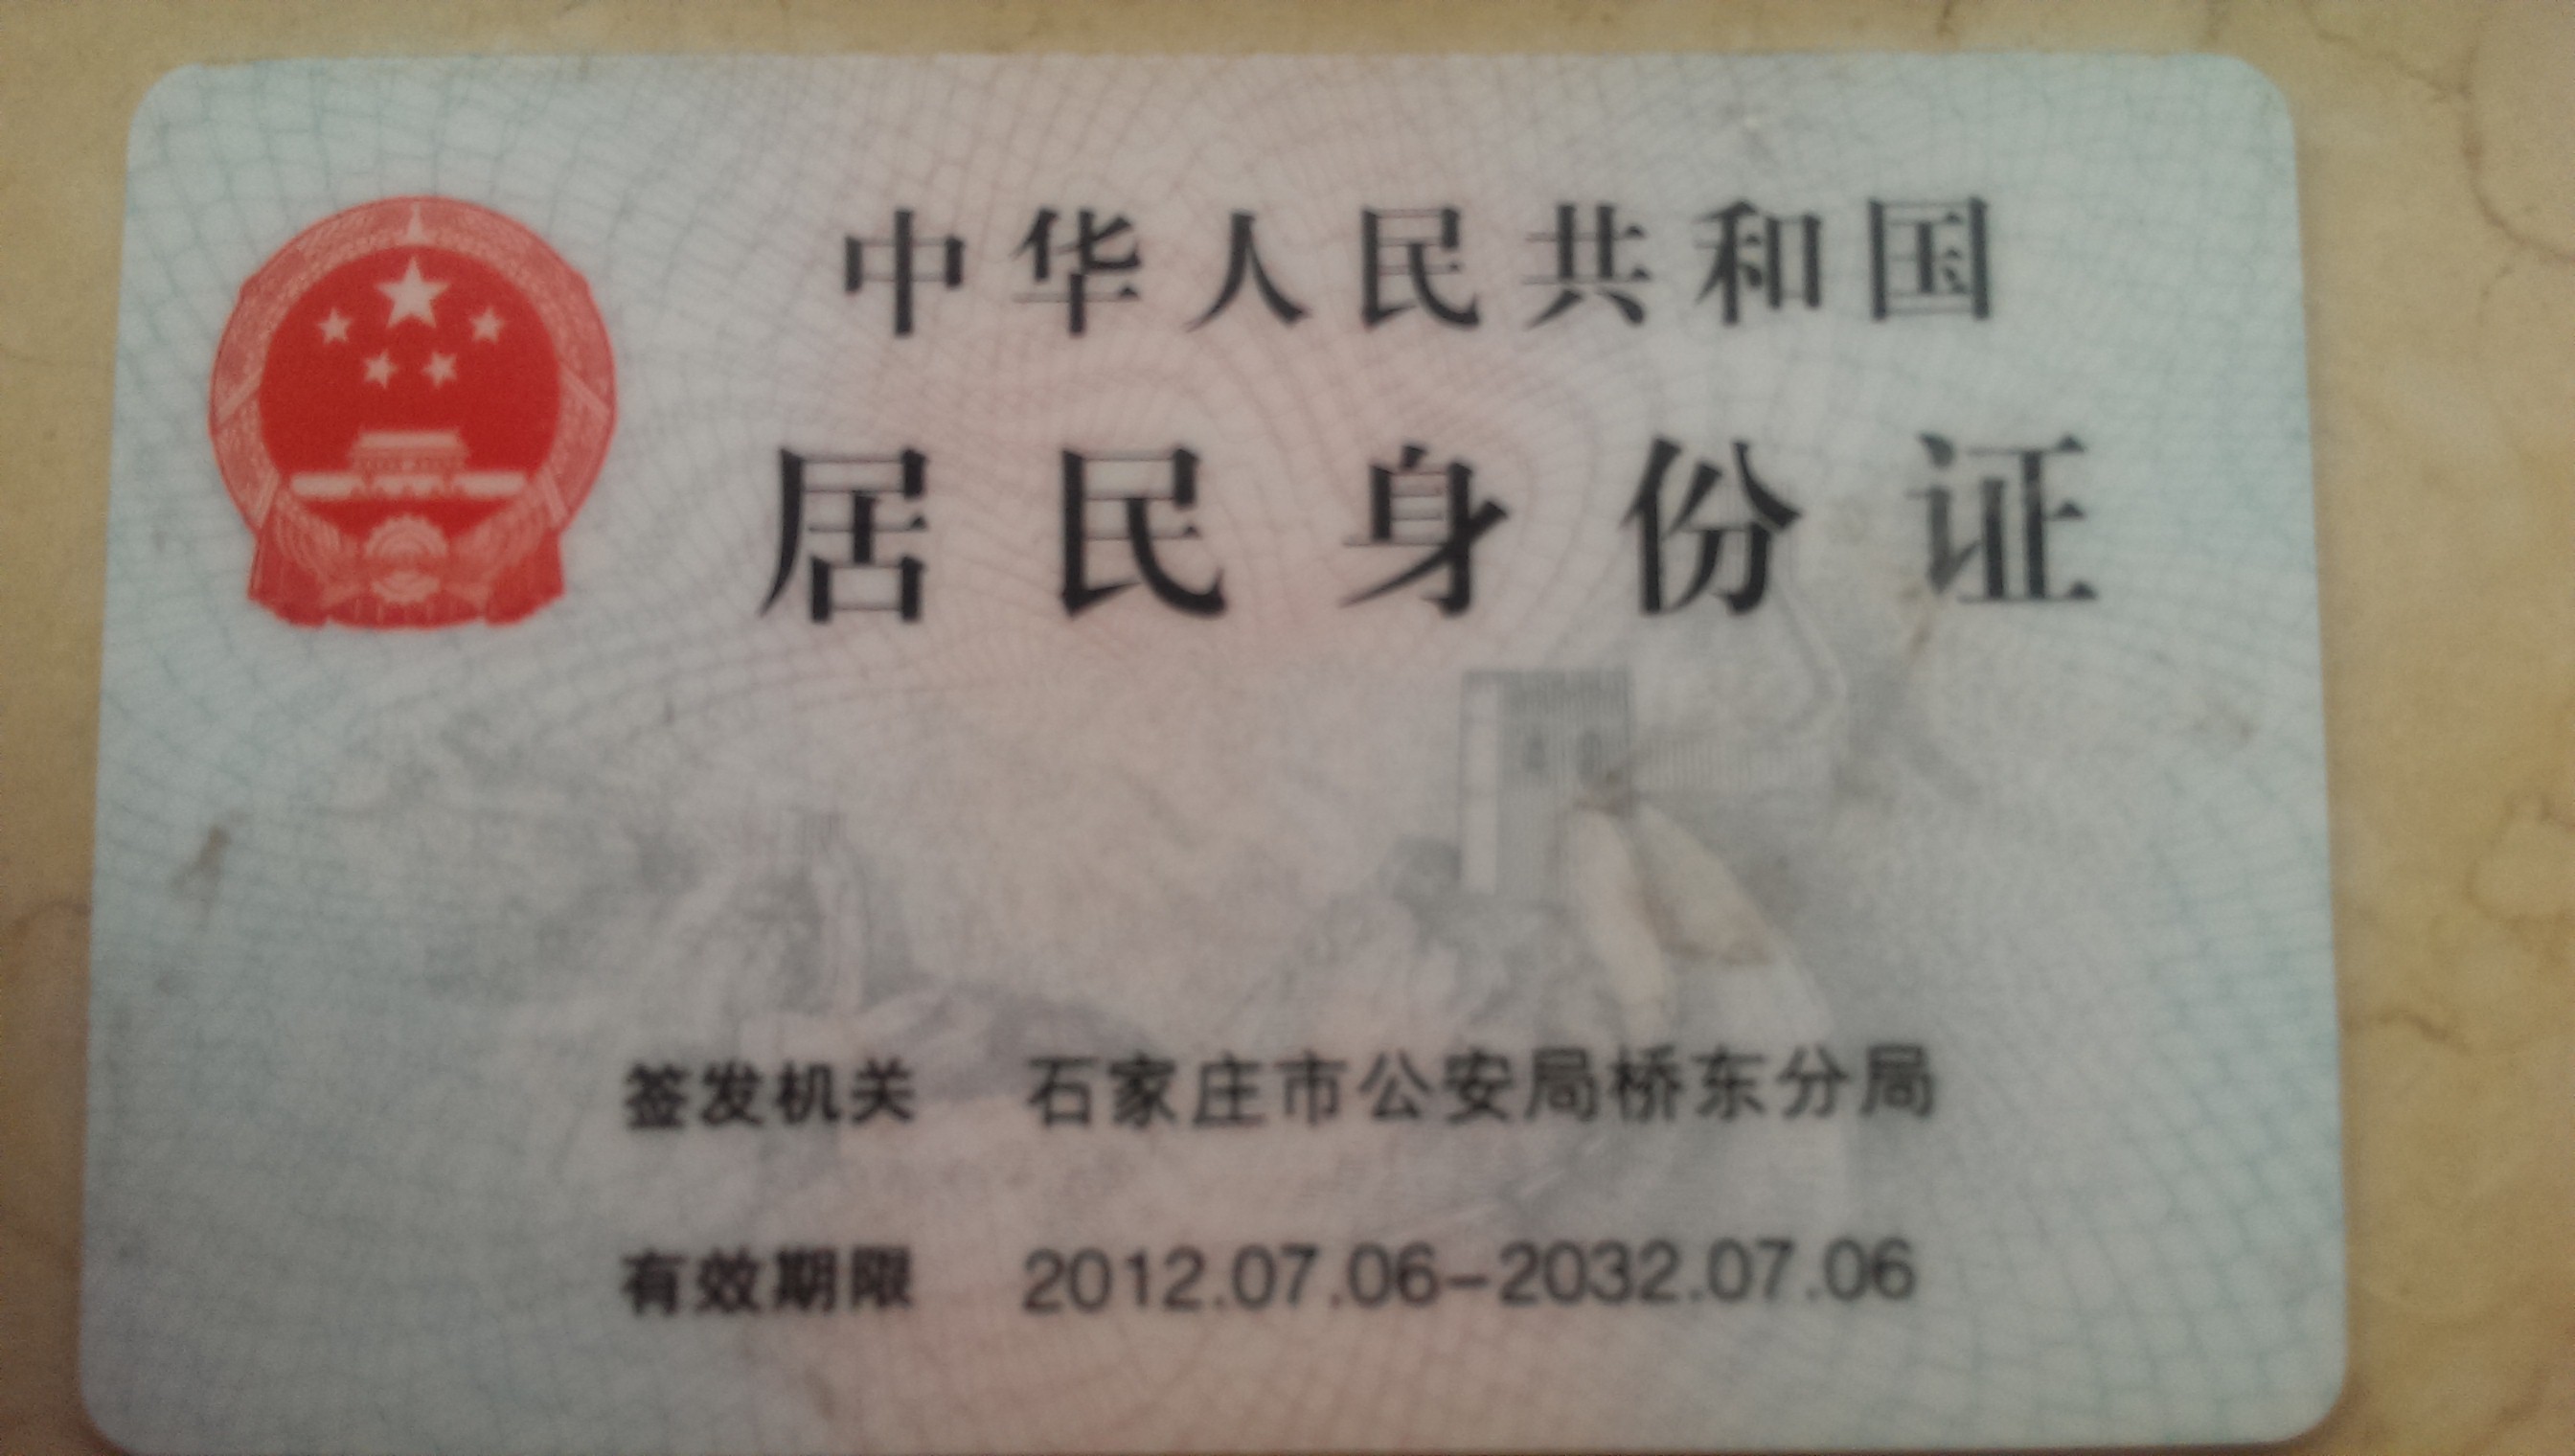 中华人民共和国
居民身份证
签发机关 石家庄市公安局桥东分局
有效期限 2012.07.06-2032.07.06